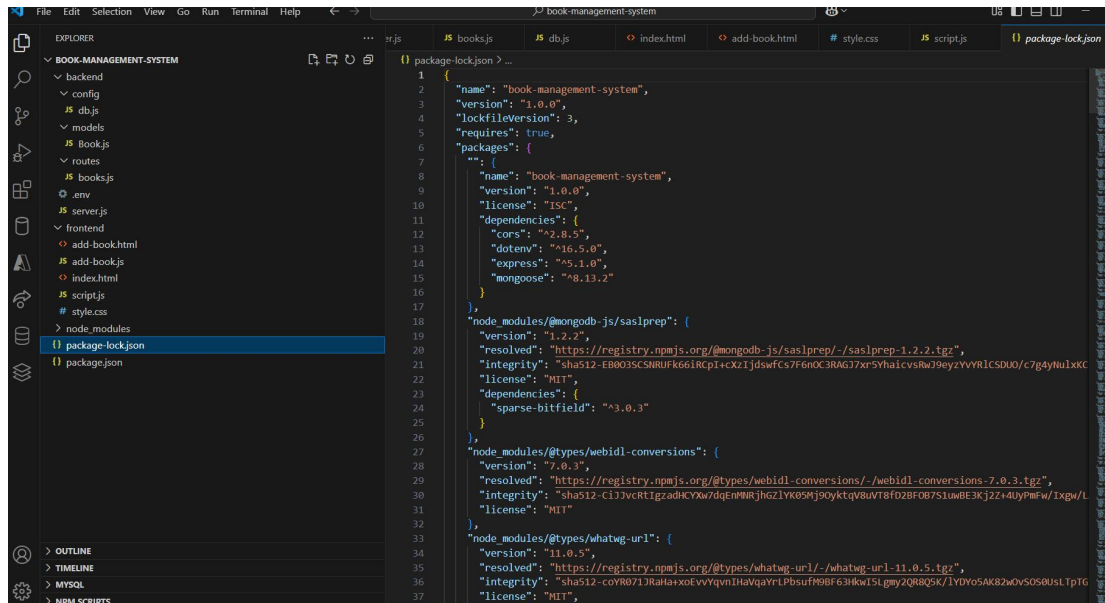 File Edit Selection View Go Run Terminal Help
book-management-system
EXPLORER
er.js
JS books.js
JS db.js
<> index.html
<> add-book.html
# style.css
JS script.js
{} package-lock.json
BOOK-MANAGEMENT-SYSTEM
backend
config
JS db.js
models
JS Book.js
routes
JS books.js
.env
JS server.js
frontend
<> add-book.html
JS add-book.js
<> index.html
JS script.js
# style.css
node_modules
{} package-lock.json
{} package.json
OUTLINE
TIMELINE
MYSQL
NPM SCRIPTS
{} package-lock.json > ...
1 {
2 "name": "book-management-system",
3 "version": "1.0.0",
4 "lockfileVersion": 3,
5 "requires": true,
6 "packages": {
7 "": {
8 "name": "book-management-system",
9 "version": "1.0.0",
10 "license": "ISC",
11 "dependencies": {
12 "cors": "^2.8.5",
13 "dotenv": "^16.5.0",
14 "express": "^5.1.0",
15 "mongoose": "^8.13.2"
16 }
17 },
18 "node_modules/@mongodb-js/saslprep": {
19 "version": "1.2.2",
20 "resolved": "https://registry.npmjs.org/@mongodb-js/saslprep/-/saslprep-1.2.2.tgz",
21 "integrity":
22 "license": "MIT",
23 "dependencies": {
24 "sparse-bitfield": "^3.0.3"
25 }
26 },
27 "node_modules/@types/webidl-conversions": {
28 "version": "7.0.3",
29 "resolved": "https://registry.npmjs.org/@types/webidl-conversions/-/webidl-conversions-7.0.3.tgz",
30 "integrity":
31 "license": "MIT"
32 },
33 "node_modules/@types/whatwg-url": {
34 "version": "11.0.5",
35 "resolved": "https://registry.npmjs.org/@types/whatwg-url/-/whatwg-url-11.0.5.tgz",
36 "integrity":
37 "license": "MIT",